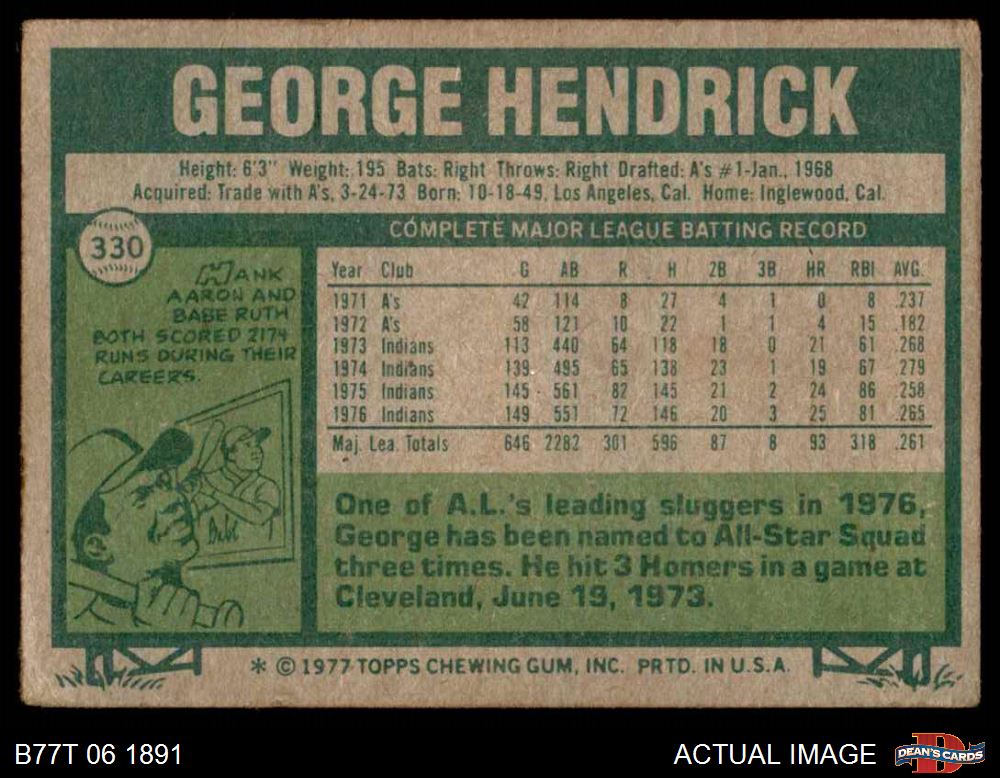 GEORGE HENDRICK
Height: 6'3" Weight: 195 Bats: Right Throws: Right Drafted: A's #1-Jan., 1968
Acquired: Trade with A's, 3-24-73 Born: 10-18-49, Los Angeles, Cal. Home: Inglewood, Cal.
330
COMPLETE MAJOR LEAGUE BATTING RECORD
HANK
AARON AND
BABE RUTH
BOTH SCORED 2174
RUNS DURING THEIR
CAREERS.
Babe
Year Club G AB R H 2B 3B HR RBI AVG.
1971 A's 42 114 8 27 4 1 0 8 .237
1972 A's 58 121 10 22 1 1 4 15 .182
1973 Indians 113 440 64 118 18 0 21 61 .268
1974 Indians 139 495 65 138 23 1 19 67 .279
1975 Indians 145 561 82 145 21 2 24 86 .258
1976 Indians 149 551 72 146 20 3 25 81 .265
Maj. Lea. Totals 646 2282 301 596 87 8 93 318 .261
One of A.L.'s leading sluggers in 1976,
George has been named to All-Star Squad
three times. He hit 3 Homers in a game at
Cleveland, June 19, 1973.
* © 1977 TOPPS CHEWING GUM, INC. PRTD. IN U.S.A.
B77T 06 1891
ACTUAL IMAGE
DEAN'S CARDS